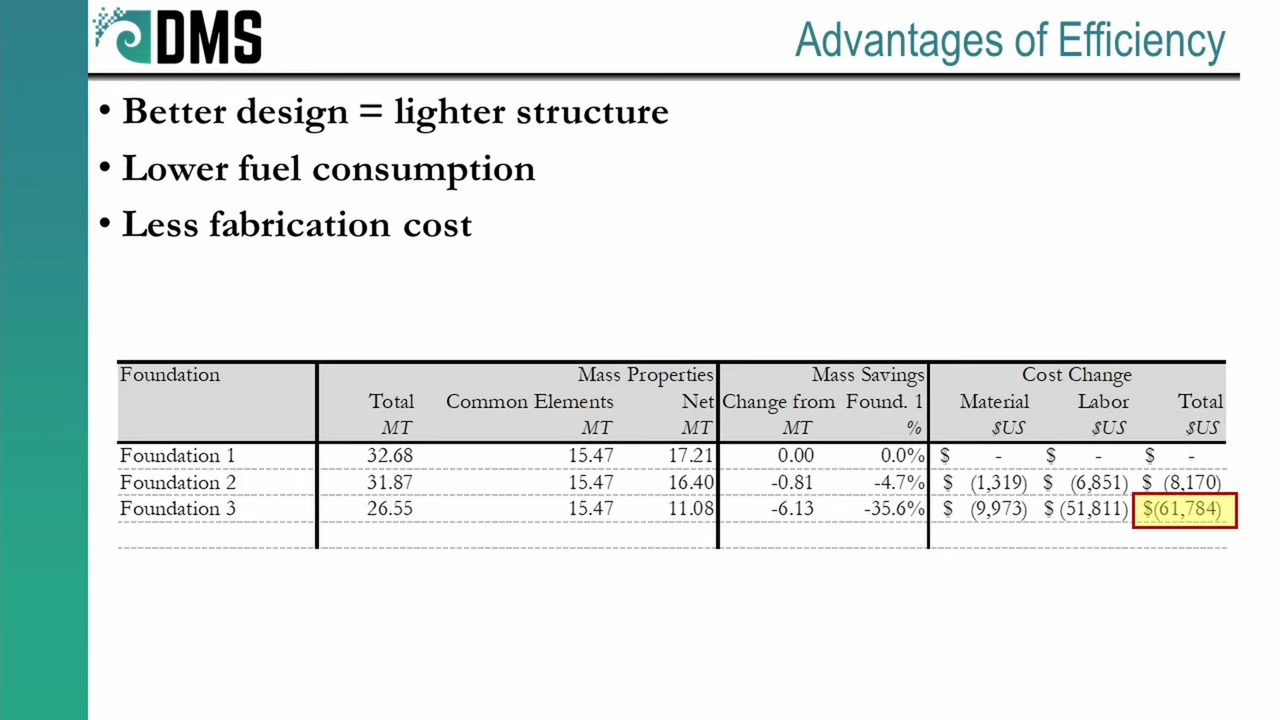 DMS
Advantages of Efficiency
• Better design = lighter structure
• Lower fuel consumption
• Less fabrication cost
Foundation Mass Properties Mass Savings Cost Change
Total Common Elements Net Change from Found. 1 Material Labor Total
MT MT MT MT % $US $US $US
Foundation 1 32.68 15.47 17.21 0.00 0.0% $ - $ - $ -
Foundation 2 31.87 15.47 16.40 -0.81 -4.7% $ (1,319) $ (6,851) $ (8,170)
Foundation 3 26.55 15.47 11.08 -6.13 -35.6% $ (9,973) $ (51,811) $(61,784)